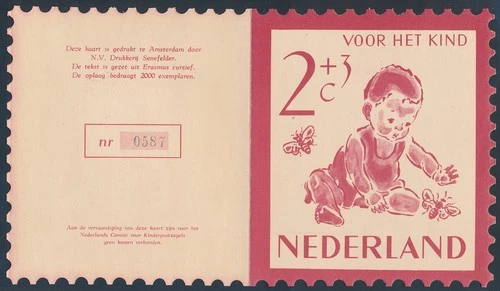 Deze kaart is gedrukt te Amsterdam door
N.V. Drukkerij Senefelder.
De tekst is gezet uit Erasmus cursief.
De oplaag bedraagt 2000 exemplaren.
nr 0587
Aan de vervaardiging van deze kaart zijn voor het
Nederlands Comité voor Kinderpostzegels
geen kosten verbonden.
VOOR HET KIND
2 + 3
C
NEDERLAND